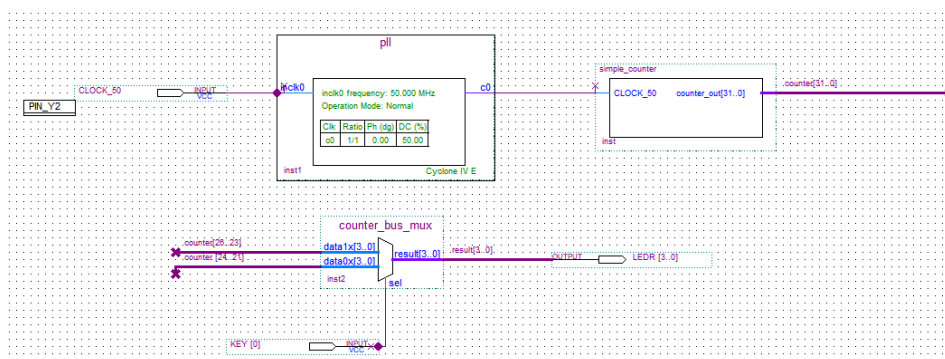 pll
simple_counter
CLOCK_50
INPUT
VCC
PIN_Y2
inclk0
inclk0 frequency: 50.000 MHz
Operation Mode: Normal
Clk Ratio Ph (dg) DC (%)
c0 1/1 0.00 50.00
c0
inst1
Cyclone IV E
CLOCK_50 counter_out[31..0]
inst
counter[31..0]
counter_bus_mux
counter[26..23]
counter [24..21]
data1x[3..0]
data0x[3..0]
result[3..0]
inst2
sel
result[3..0]
OUTPUT
LEDR [3..0]
KEY [0]
INPUT
VCC